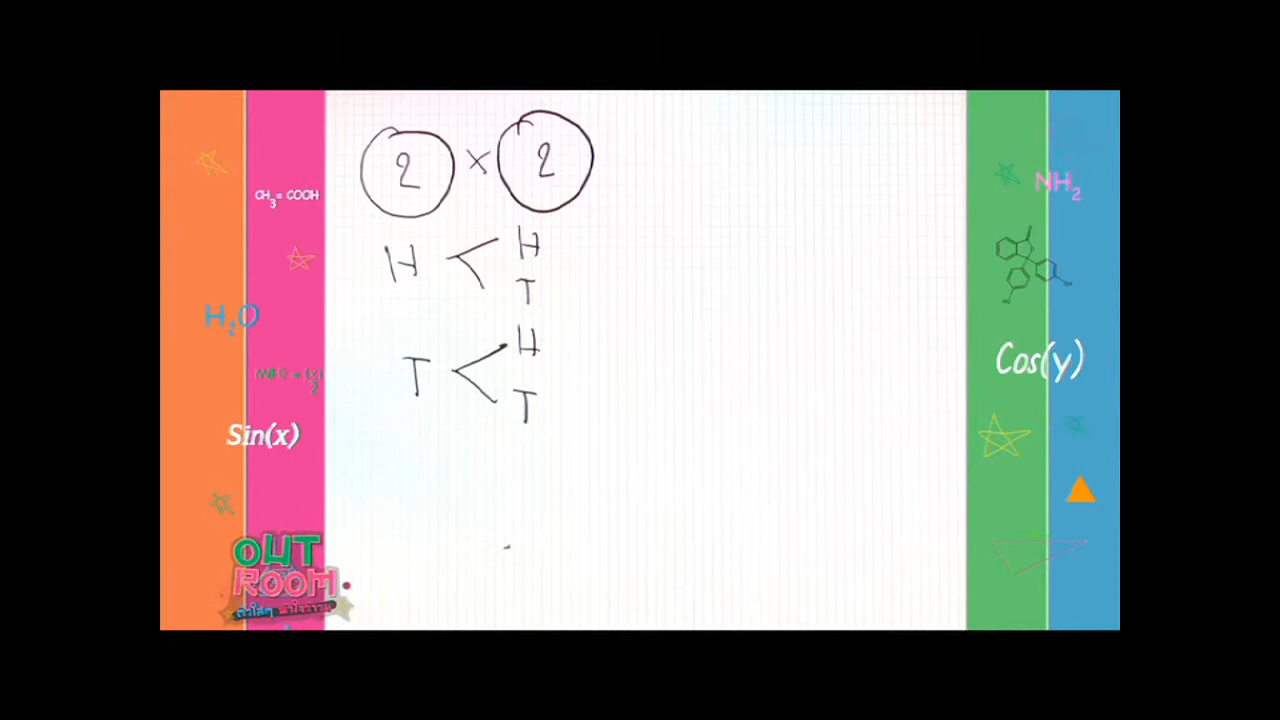 2 x 2
H < H
T
T < H
T
CH3= COOH
H2O
Sin(x)
OUT
ROOM
NH2
Cos(y)